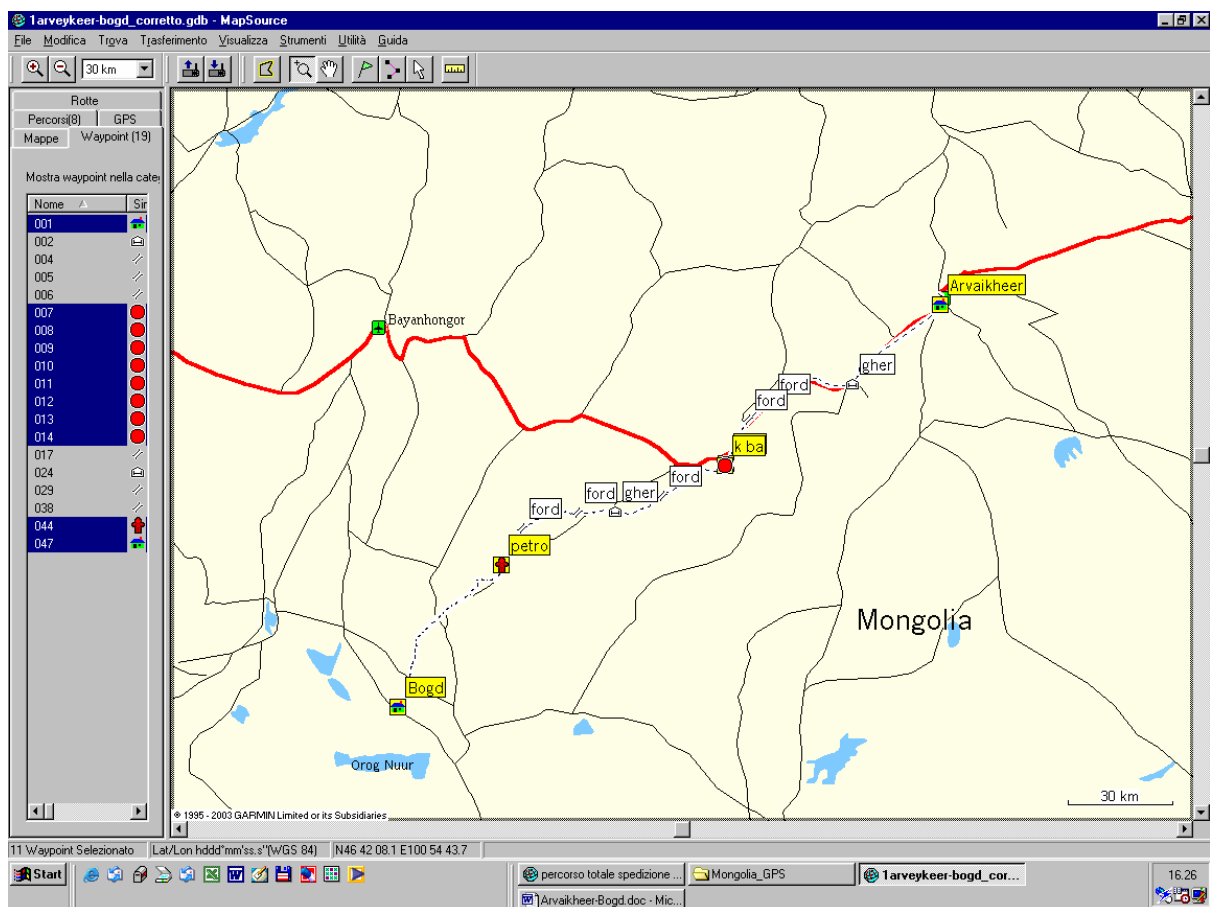 1arveykeer-bogd_corretto.gdb - MapSource
File Modifica Trova Trasferimento Visualizza Strumenti Utilità Guida
30 km
Rotte
Percorsi(8) GPS
Mappe Waypoint (19)
Mostra waypoint nella cate
Nome Sir
001
002
004
005
006
007
008
009
010
011
012
013
014
017
024
029
038
044
047
Arvaikheer
Bayanhongor
gher
ford
ford
k ba
ford
ford gher
ford
petro
Mongolia
Bogd
Orog Nuur
30 km
© 1995 - 2003 GARMIN Limited or its Subsidiaries
11 Waypoint Selezionato Lat/Lon hddd°mm'ss.s"(WGS 84) N46 42 08.1 E100 54 43.7
Start percorso totale spedizione ... Mongolia_GPS 1arveykeer-bogd_cor... 16.26
Arvaikheer-Bogd.doc - Mic...